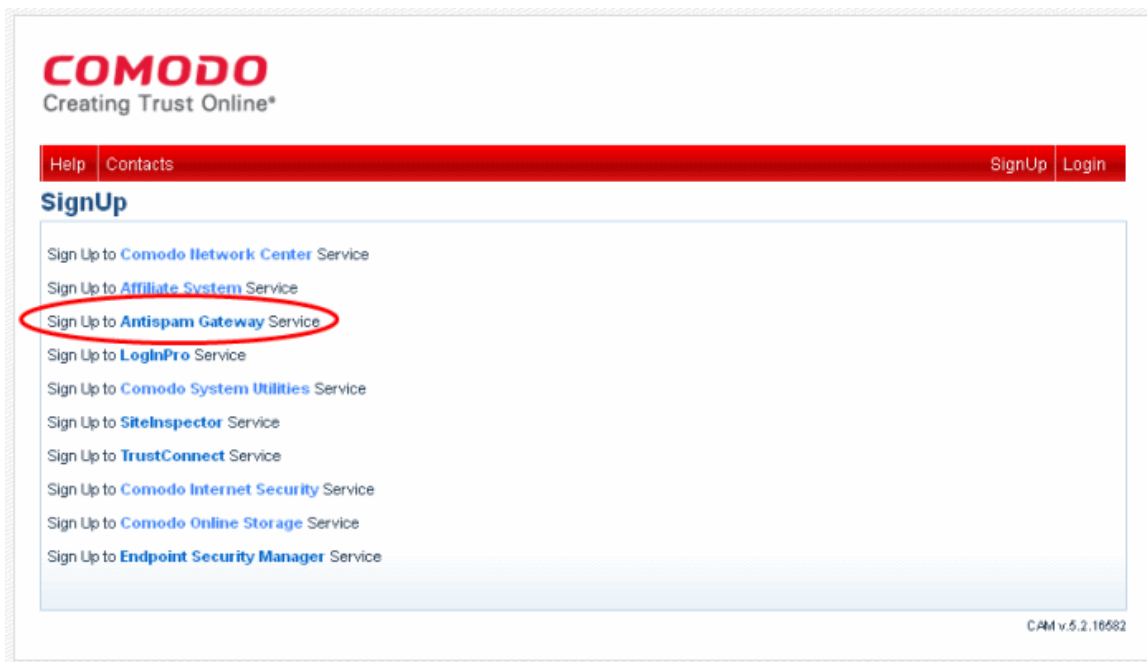 COMODO
Creating Trust Online®
Help Contacts SignUp Login
SignUp
Sign Up to Comodo Network Center Service
Sign Up to Affiliate System Service
Sign Up to Antispam Gateway Service
Sign Up to LogInPro Service
Sign Up to Comodo System Utilities Service
Sign Up to SiteInspector Service
Sign Up to TrustConnect Service
Sign Up to Comodo Internet Security Service
Sign Up to Comodo Online Storage Service
Sign Up to Endpoint Security Manager Service
CAM v.5.2.16582